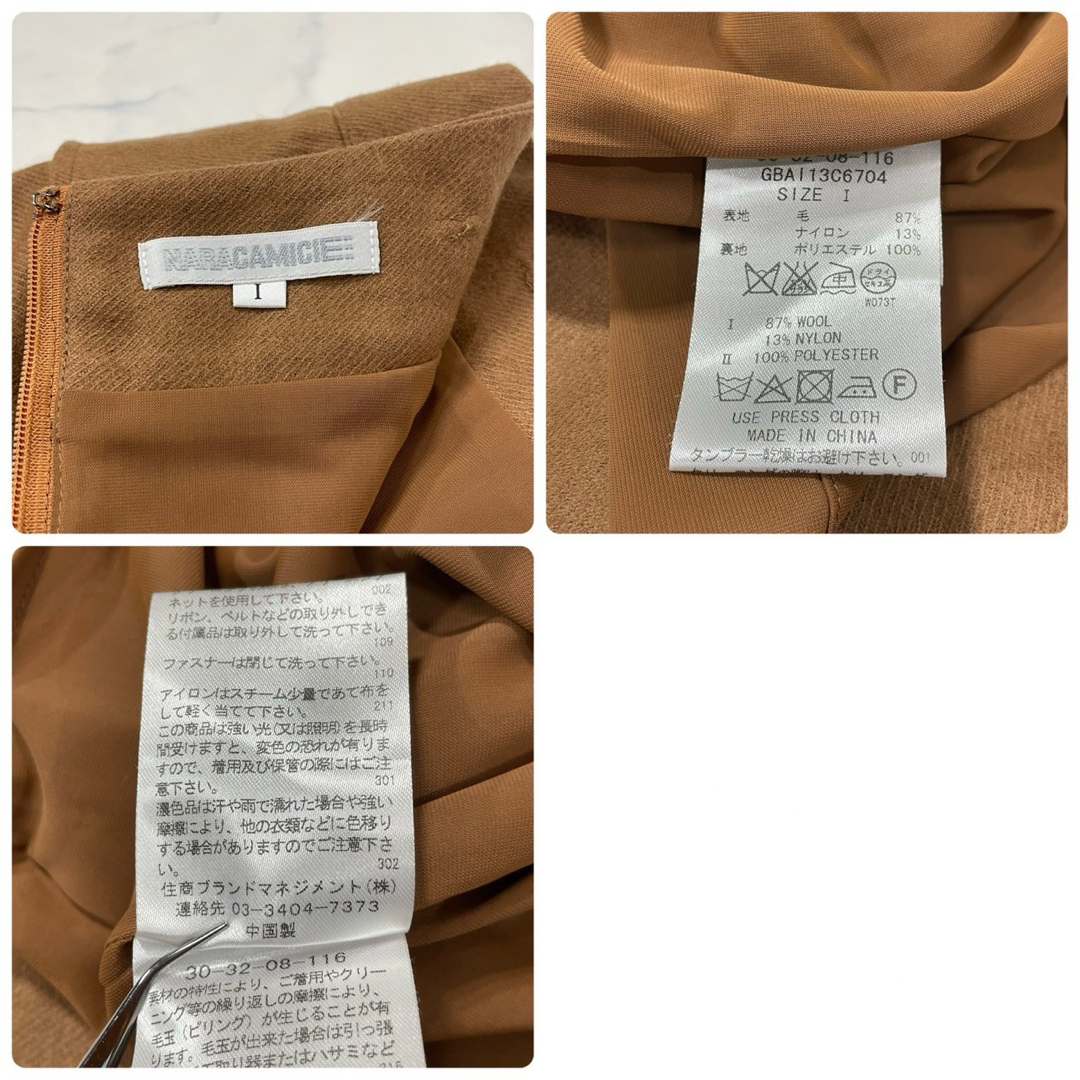 NARACAMICIE
I
30-32-08-116
GBAI13C6704
SIZE I
表地 毛 87%
ナイロン 13%
裏地 ポリエステル 100%
中
ドライ
セキユ系
W073T
I 87% WOOL
13% NYLON
II 100% POLYESTER
F
USE PRESS CLOTH
MADE IN CHINA
タンブラー乾燥はお避け下さい。001
ネットを使用して下さい。 002
リボン、ベルトなどの取り外しでき
る付属品は取り外して洗って下さい。
109
ファスナーは閉じて洗って下さい。
110
アイロンはスチーム少量であて布を
して軽く当てて下さい。 211
この商品は強い光(又は照明)を長時
間受けますと、変色の恐れが有りま
すので、着用及び保管の際にはご注
意下さい。 301
濃色品は汗や雨で濡れた場合や強い
摩擦により、他の衣類などに色移り
する場合がありますのでご注意下さ
い。 302
住商ブランドマネジメント(株)
連絡先 03-3404-7373
中国製
30-32-08-116
素材の特性により、ご着用やクリー
ニング等の繰り返しの摩擦により、
毛玉(ピリング)が生じることが有
ります。毛玉が出来た場合は引っ張
取り器またはハサミなど